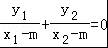 y₁/(x₁−m) + y₂/(x₂−m) = 0